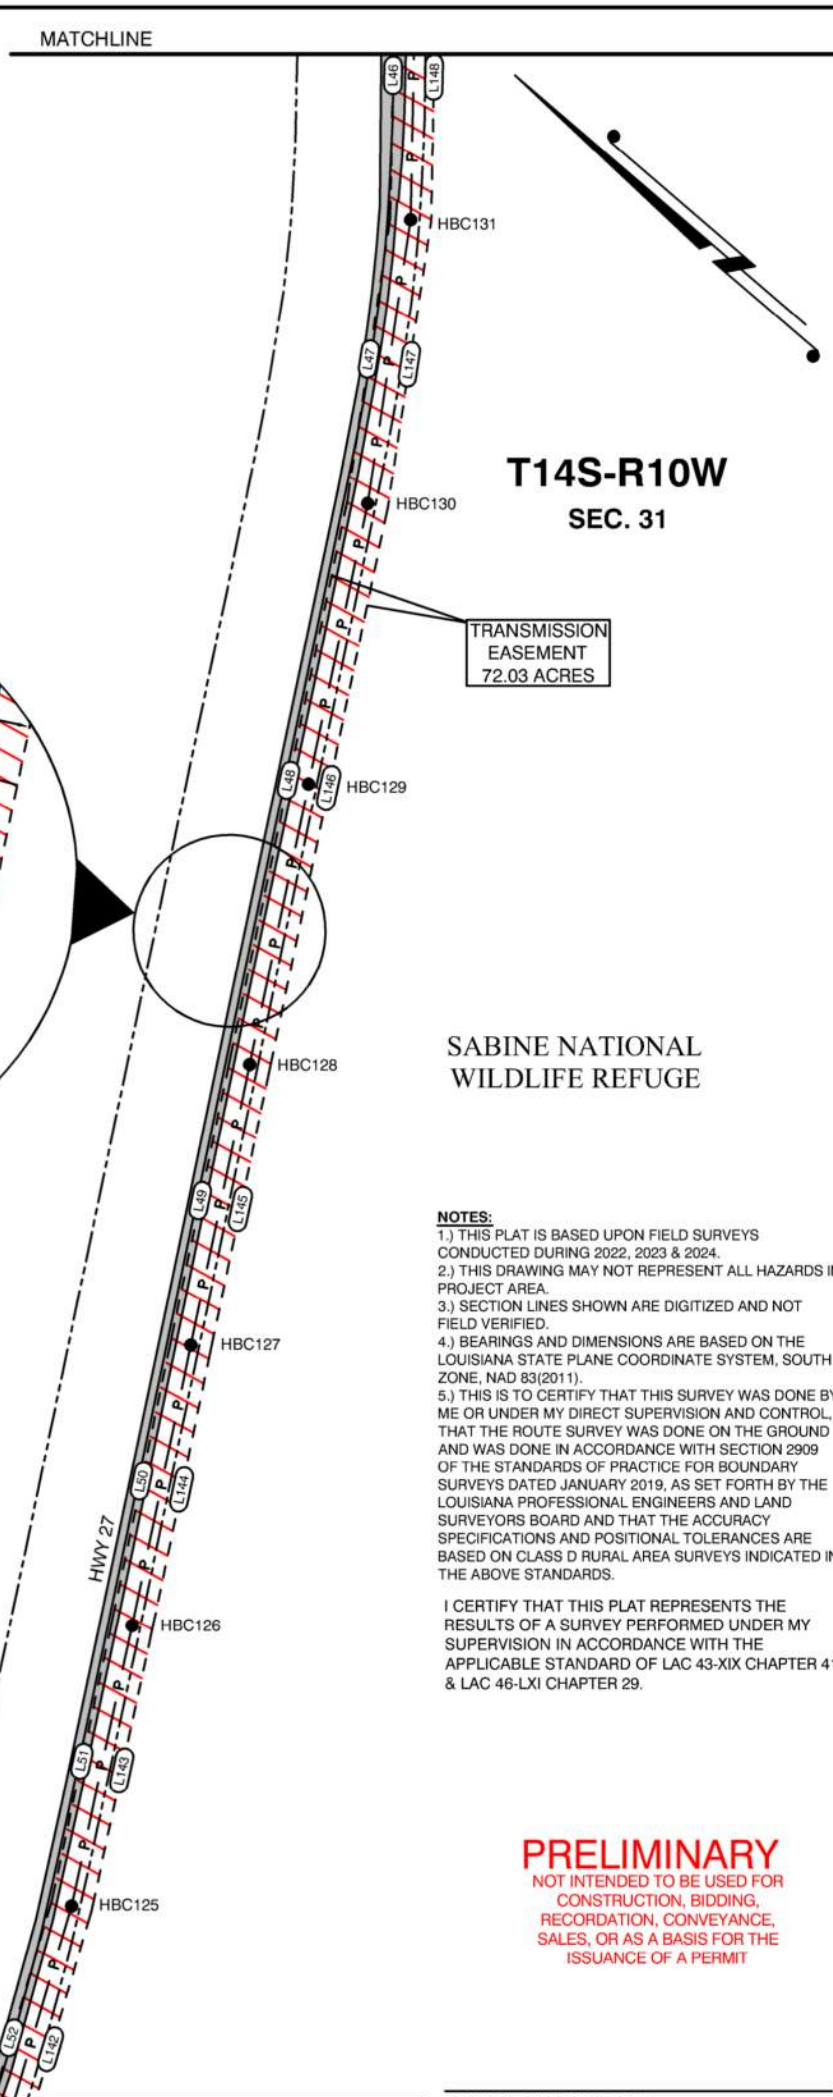 MATCHLINE
L46
P
L148
P
HBC131
P
L47
P
L147
P
T14S-R10W
SEC. 31
HBC130
P
TRANSMISSION
EASEMENT
72.03 ACRES
P
P
L48
L146
HBC129
P
P
P
HBC128
SABINE NATIONAL
WILDLIFE REFUGE
P
L49
P
L145
NOTES:
1.) THIS PLAT IS BASED UPON FIELD SURVEYS
CONDUCTED DURING 2022, 2023 & 2024.
2.) THIS DRAWING MAY NOT REPRESENT ALL HAZARDS
PROJECT AREA.
3.) SECTION LINES SHOWN ARE DIGITIZED AND NOT
FIELD VERIFIED.
4.) BEARINGS AND DIMENSIONS ARE BASED ON THE
LOUISIANA STATE PLANE COORDINATE SYSTEM, SOUTH
ZONE, NAD 83(2011).
5.) THIS IS TO CERTIFY THAT THIS SURVEY WAS DONE BY
ME OR UNDER MY DIRECT SUPERVISION AND CONTROL,
THAT THE ROUTE SURVEY WAS DONE ON THE GROUND
AND WAS DONE IN ACCORDANCE WITH SECTION 2909
OF THE STANDARDS OF PRACTICE FOR BOUNDARY
SURVEYS DATED JANUARY 2019, AS SET FORTH BY THE
LOUISIANA PROFESSIONAL ENGINEERS AND LAND
SURVEYORS BOARD AND THAT THE ACCURACY
SPECIFICATIONS AND POSITIONAL TOLERANCES ARE
BASED ON CLASS D RURAL AREA SURVEYS INDICATED
THE ABOVE STANDARDS.
I CERTIFY THAT THIS PLAT REPRESENTS THE
RESULTS OF A SURVEY PERFORMED UNDER MY
SUPERVISION IN ACCORDANCE WITH THE
APPLICABLE STANDARD OF LAC 43-XIX CHAPTER 41
& LAC 46-LXI CHAPTER 29.
P
HBC127
P
L50
P
L144
HWY 27
P
HBC126
P
L51
P
L143
P
HBC125
P
L52
P
L142
PRELIMINARY
NOT INTENDED TO BE USED FOR
CONSTRUCTION, BIDDING,
RECORDATION, CONVEYANCE,
SALES, OR AS A BASIS FOR THE
ISSUANCE OF A PERMIT